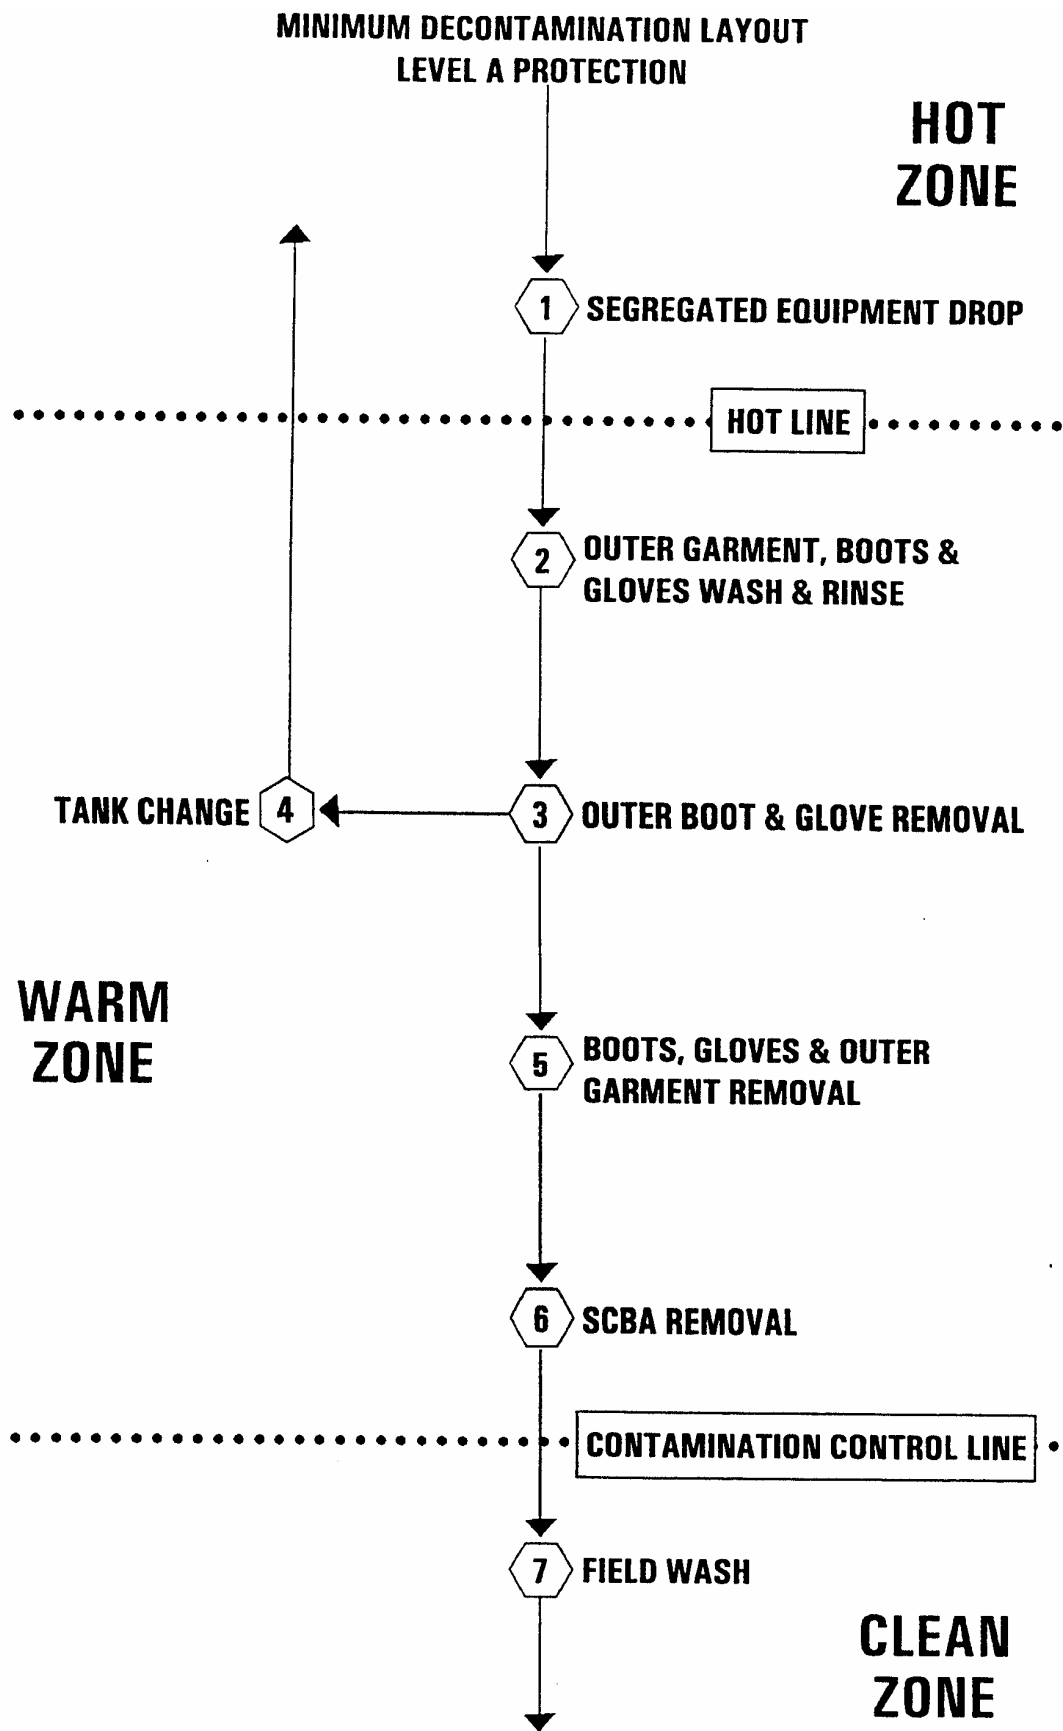 MINIMUM DECONTAMINATION LAYOUT
LEVEL A PROTECTION
HOT
ZONE
1 SEGREGATED EQUIPMENT DROP
HOT LINE
2 OUTER GARMENT, BOOTS &
GLOVES WASH & RINSE
TANK CHANGE 4
3 OUTER BOOT & GLOVE REMOVAL
WARM
ZONE
5 BOOTS, GLOVES & OUTER
GARMENT REMOVAL
6 SCBA REMOVAL
CONTAMINATION CONTROL LINE
7 FIELD WASH
CLEAN
ZONE